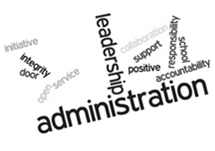 initiative
integrity
door
open
service
leadership
collaboration
support
positive
responsibility
school
accountability
administration